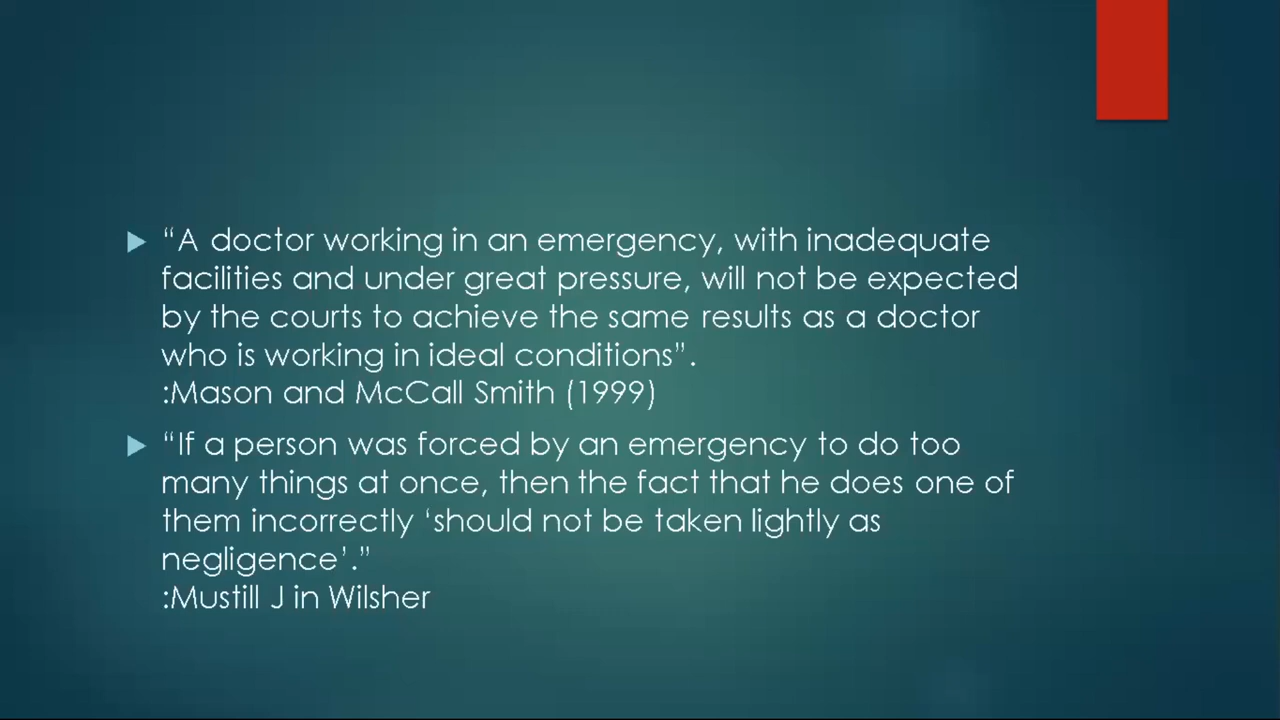 “A doctor working in an emergency, with inadequate
facilities and under great pressure, will not be expected
by the courts to achieve the same results as a doctor
who is working in ideal conditions”.
:Mason and McCall Smith (1999)
“If a person was forced by an emergency to do too
many things at once, then the fact that he does one of
them incorrectly ‘should not be taken lightly as
negligence’.”
:Mustill J in Wilsher